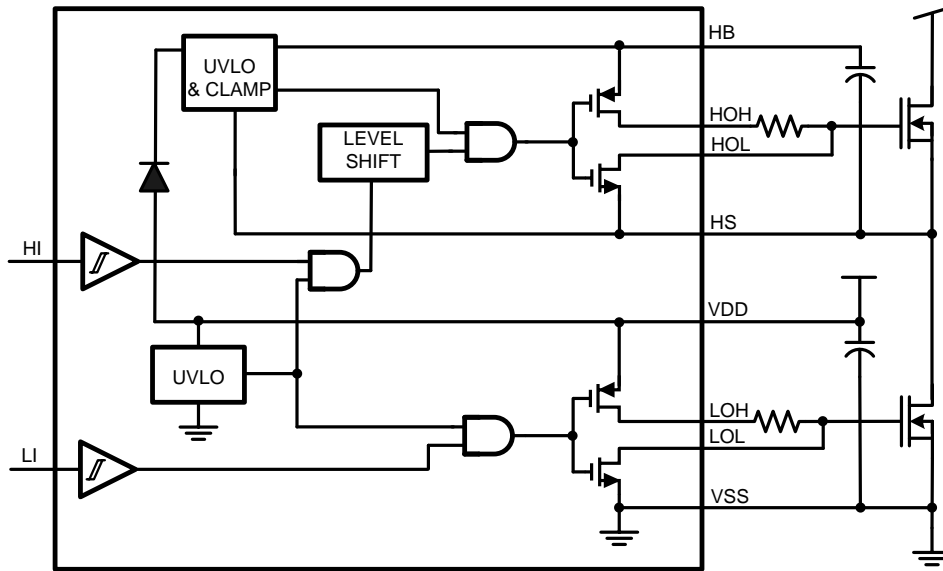 HB
UVLO
& CLAMP
HOH
LEVEL
SHIFT
HOL
HS
HI
VDD
UVLO
LOH
LOL
LI
VSS